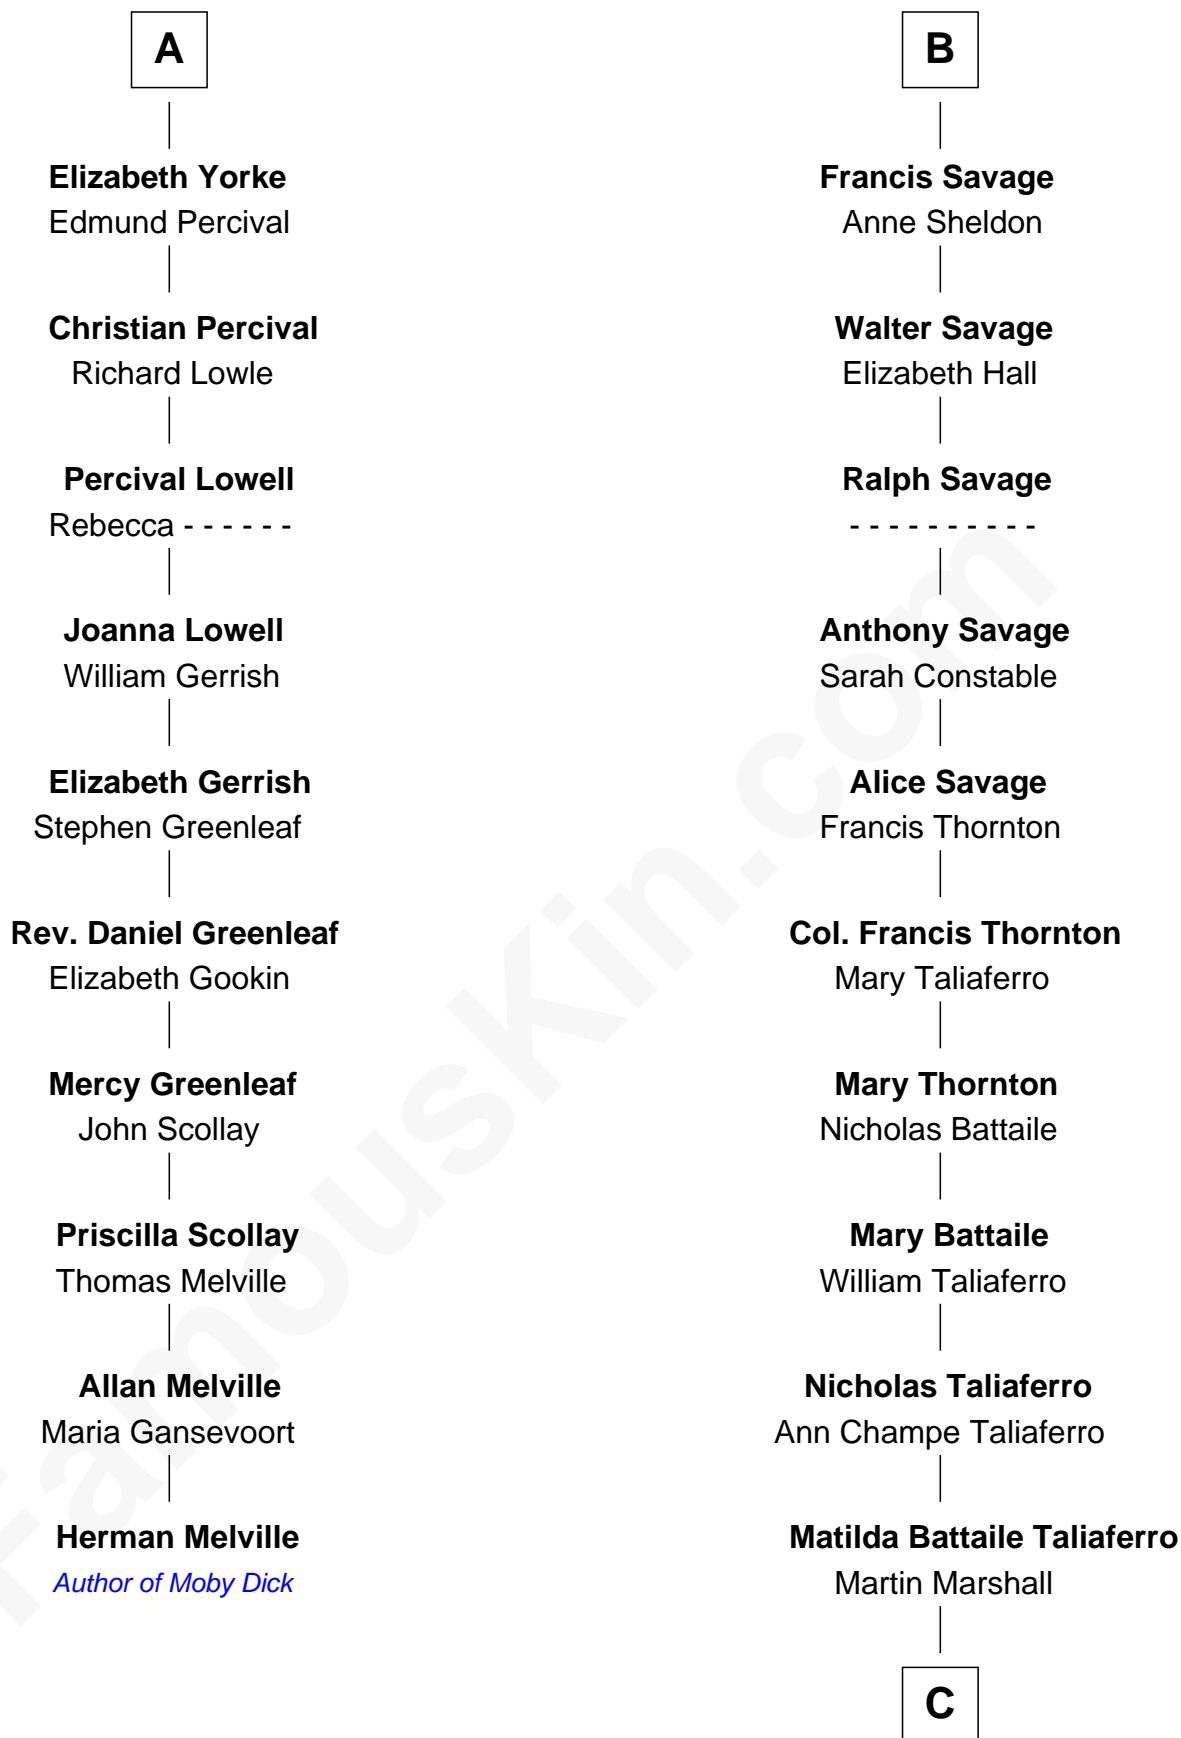 A
Elizabeth Yorke
Edmund Percival
Christian Percival
Richard Lowle
Percival Lowell
Rebecca - - - - - -
Joanna Lowell
William Gerrish
Elizabeth Gerrish
Stephen Greenleaf
Rev. Daniel Greenleaf
Elizabeth Gookin
Mercy Greenleaf
John Scollay
Priscilla Scollay
Thomas Melville
Allan Melville
Maria Gansevoort
Herman Melville
Author of Moby Dick
B
Francis Savage
Anne Sheldon
Walter Savage
Elizabeth Hall
Ralph Savage
- - - - - - - - - -
Anthony Savage
Sarah Constable
Alice Savage
Francis Thornton
Col. Francis Thornton
Mary Taliaferro
Mary Thornton
Nicholas Battaile
Mary Battaile
William Taliaferro
Nicholas Taliaferro
Ann Champe Taliaferro
Matilda Battaile Taliaferro
Martin Marshall
C
FamousKin.com